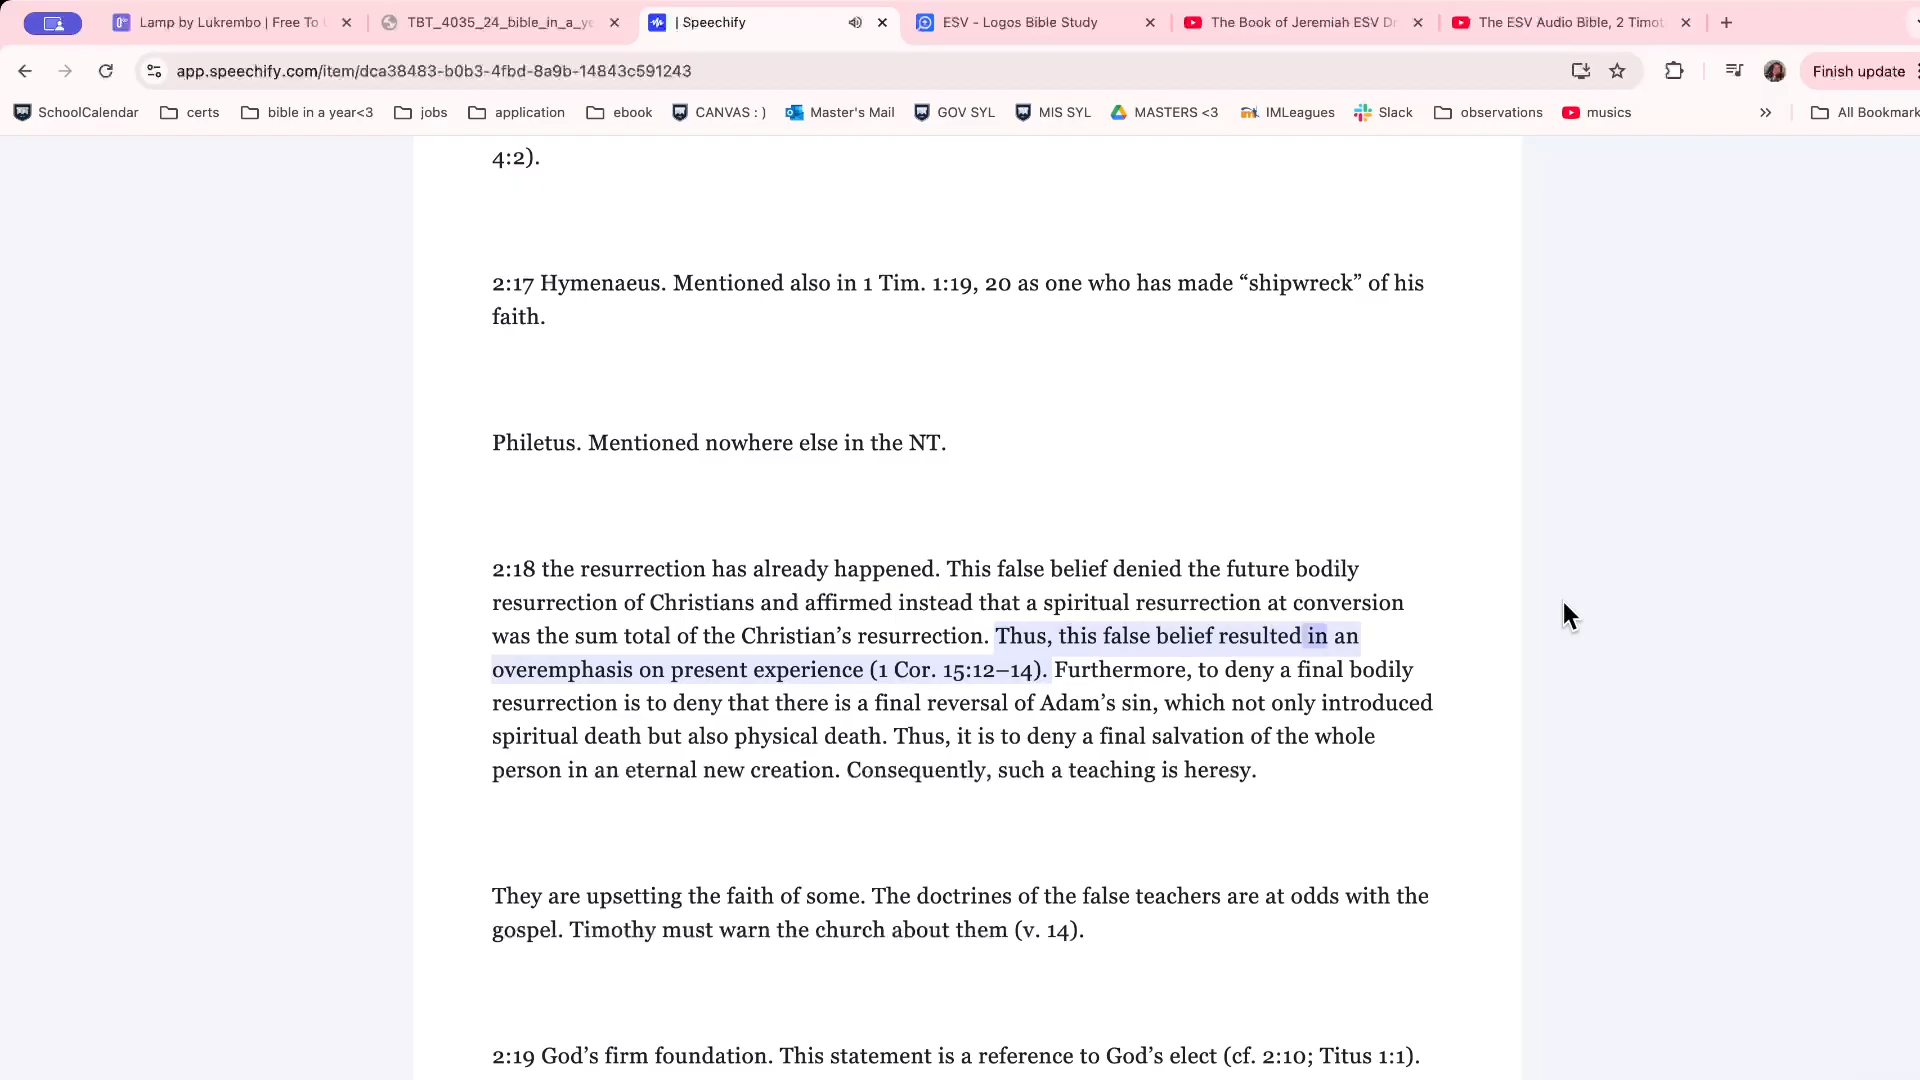 Lamp by Lukrembo | Free To
TBT_4035_24_bible_in_a_ye
| Speechify
ESV - Logos Bible Study
The Book of Jeremiah ESV Dr
The ESV Audio Bible, 2 Timot
app.speechify.com/item/dca38483-b0b3-4fbd-8a9b-14843c591243
Finish update
SchoolCalendar
certs
bible in a year<3
jobs
application
ebook
CANVAS : )
Master's Mail
GOV SYL
MIS SYL
MASTERS <3
IMLeagues
Slack
observations
musics
All Bookmark
4:2).
2:17 Hymenaeus. Mentioned also in 1 Tim. 1:19, 20 as one who has made “shipwreck” of his
faith.
Philetus. Mentioned nowhere else in the NT.
2:18 the resurrection has already happened. This false belief denied the future bodily
resurrection of Christians and affirmed instead that a spiritual resurrection at conversion
was the sum total of the Christian’s resurrection. Thus, this false belief resulted in an
overemphasis on present experience (1 Cor. 15:12–14). Furthermore, to deny a final bodily
resurrection is to deny that there is a final reversal of Adam’s sin, which not only introduced
spiritual death but also physical death. Thus, it is to deny a final salvation of the whole
person in an eternal new creation. Consequently, such a teaching is heresy.
They are upsetting the faith of some. The doctrines of the false teachers are at odds with the
gospel. Timothy must warn the church about them (v. 14).
2:19 God’s firm foundation. This statement is a reference to God’s elect (cf. 2:10; Titus 1:1).